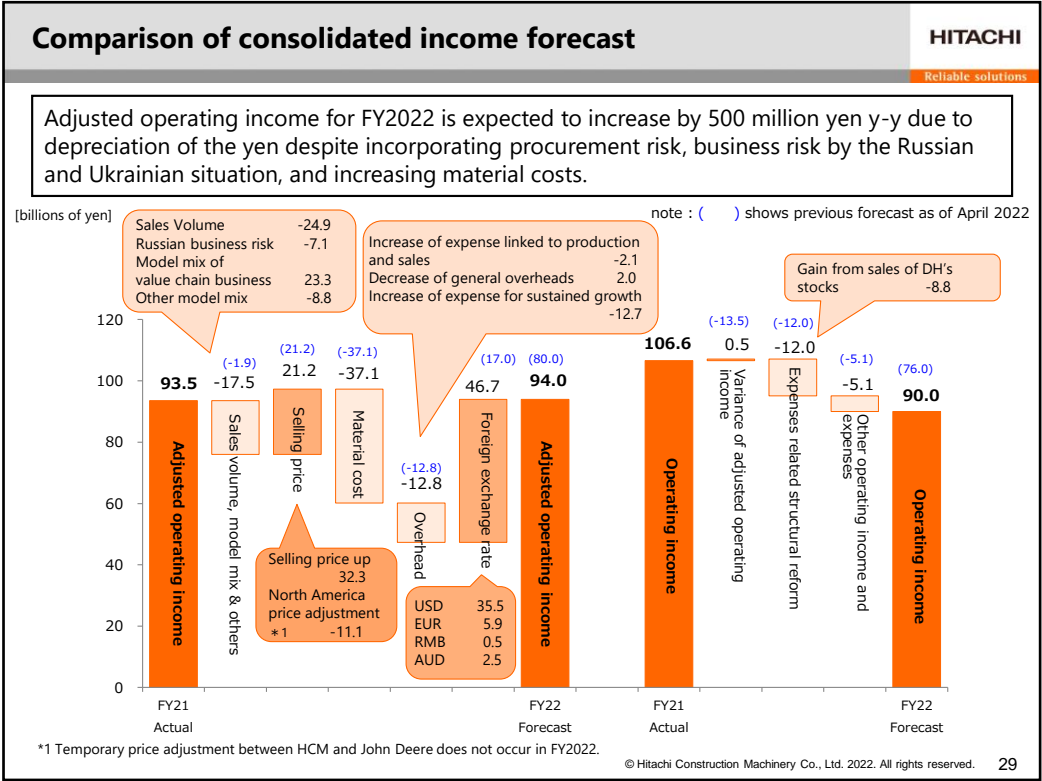 Comparison of consolidated income forecast
HITACHI
Reliable solutions
Adjusted operating income for FY2022 is expected to increase by 500 million yen y-y due to
depreciation of the yen despite incorporating procurement risk, business risk by the Russian
and Ukrainian situation, and increasing material costs.
[billions of yen]
note : ( ) shows previous forecast as of April 2022
Sales Volume -24.9
Russian business risk -7.1
Model mix of
value chain business 23.3
Other model mix -8.8
Increase of expense linked to production
and sales -2.1
Decrease of general overheads 2.0
Increase of expense for sustained growth
-12.7
Gain from sales of DH's
stocks -8.8
120
100
80
60
40
20
0
93.5
(-1.9)
-17.5
(21.2)
21.2
(-37.1)
-37.1
(-12.8)
-12.8
(17.0)
46.7
(80.0)
94.0
106.6
(-13.5)
0.5
(-12.0)
-12.0
(-5.1)
-5.1
(76.0)
90.0
Adjusted operating income
Sales volume, model mix & others
Selling price
Material cost
Overhead
Foreign exchange rate
Adjusted operating income
Operating income
Variance of adjusted operating
income
Expenses related structural reform
Other operating income and
expenses
Operating income
Selling price up
32.3
North America
price adjustment
＊1 -11.1
USD 35.5
EUR 5.9
RMB 0.5
AUD 2.5
FY21
Actual
FY22
Forecast
FY21
Actual
FY22
Forecast
*1 Temporary price adjustment between HCM and John Deere does not occur in FY2022.
© Hitachi Construction Machinery Co., Ltd. 2022. All rights reserved. 29